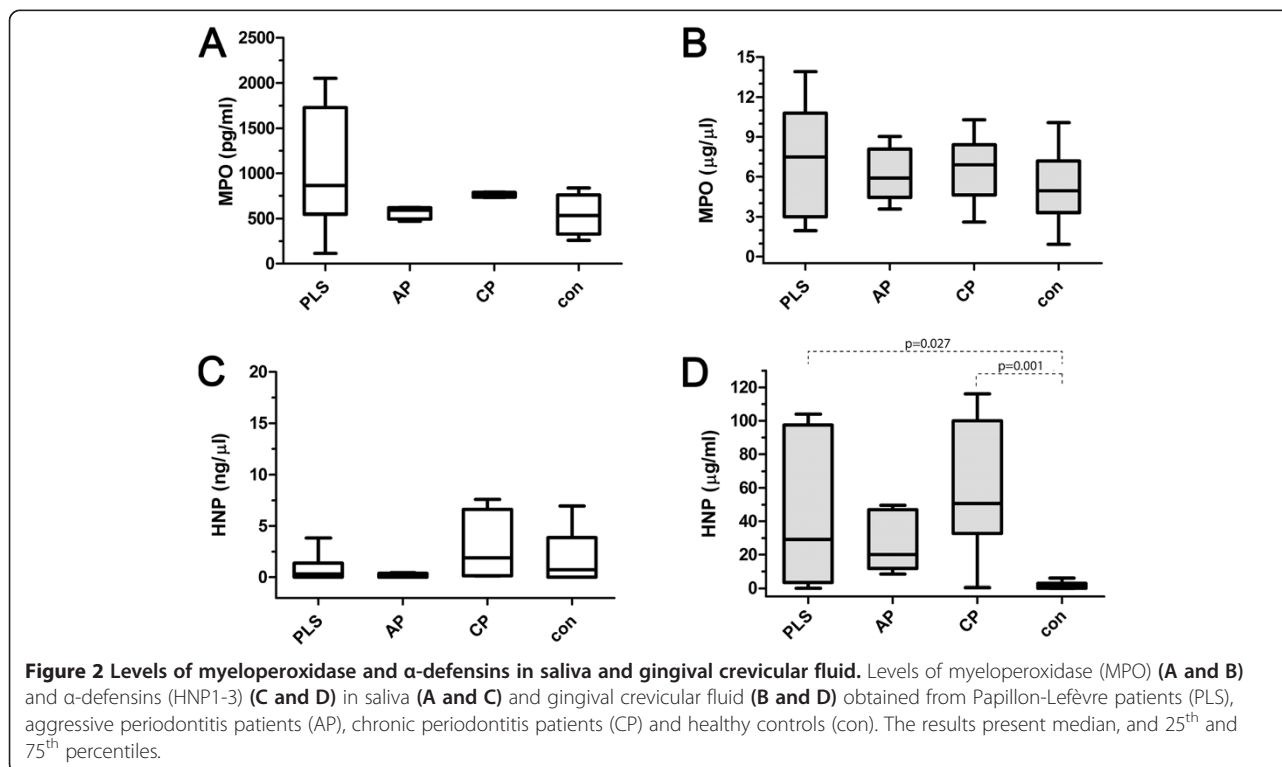 A
2500
2000
1500
1000
500
0
MPO (pg/ml)
PLS AP CP con
B
15
12
9
6
3
0
MPO (µg/µl)
PLS AP CP con
C
20
15
10
5
0
HNP (ng/µl)
PLS AP CP con
D
p=0.027
p=0.001
120
100
80
60
40
20
0
HNP (µg/ml)
PLS AP CP con
Figure 2 Levels of myeloperoxidase and α-defensins in saliva and gingival crevicular fluid. Levels of myeloperoxidase (MPO) (A and B)
and α-defensins (HNP1-3) (C and D) in saliva (A and C) and gingival crevicular fluid (B and D) obtained from Papillon-Lefèvre patients (PLS),
aggressive periodontitis patients (AP), chronic periodontitis patients (CP) and healthy controls (con). The results present median, and 25th and
75th percentiles.